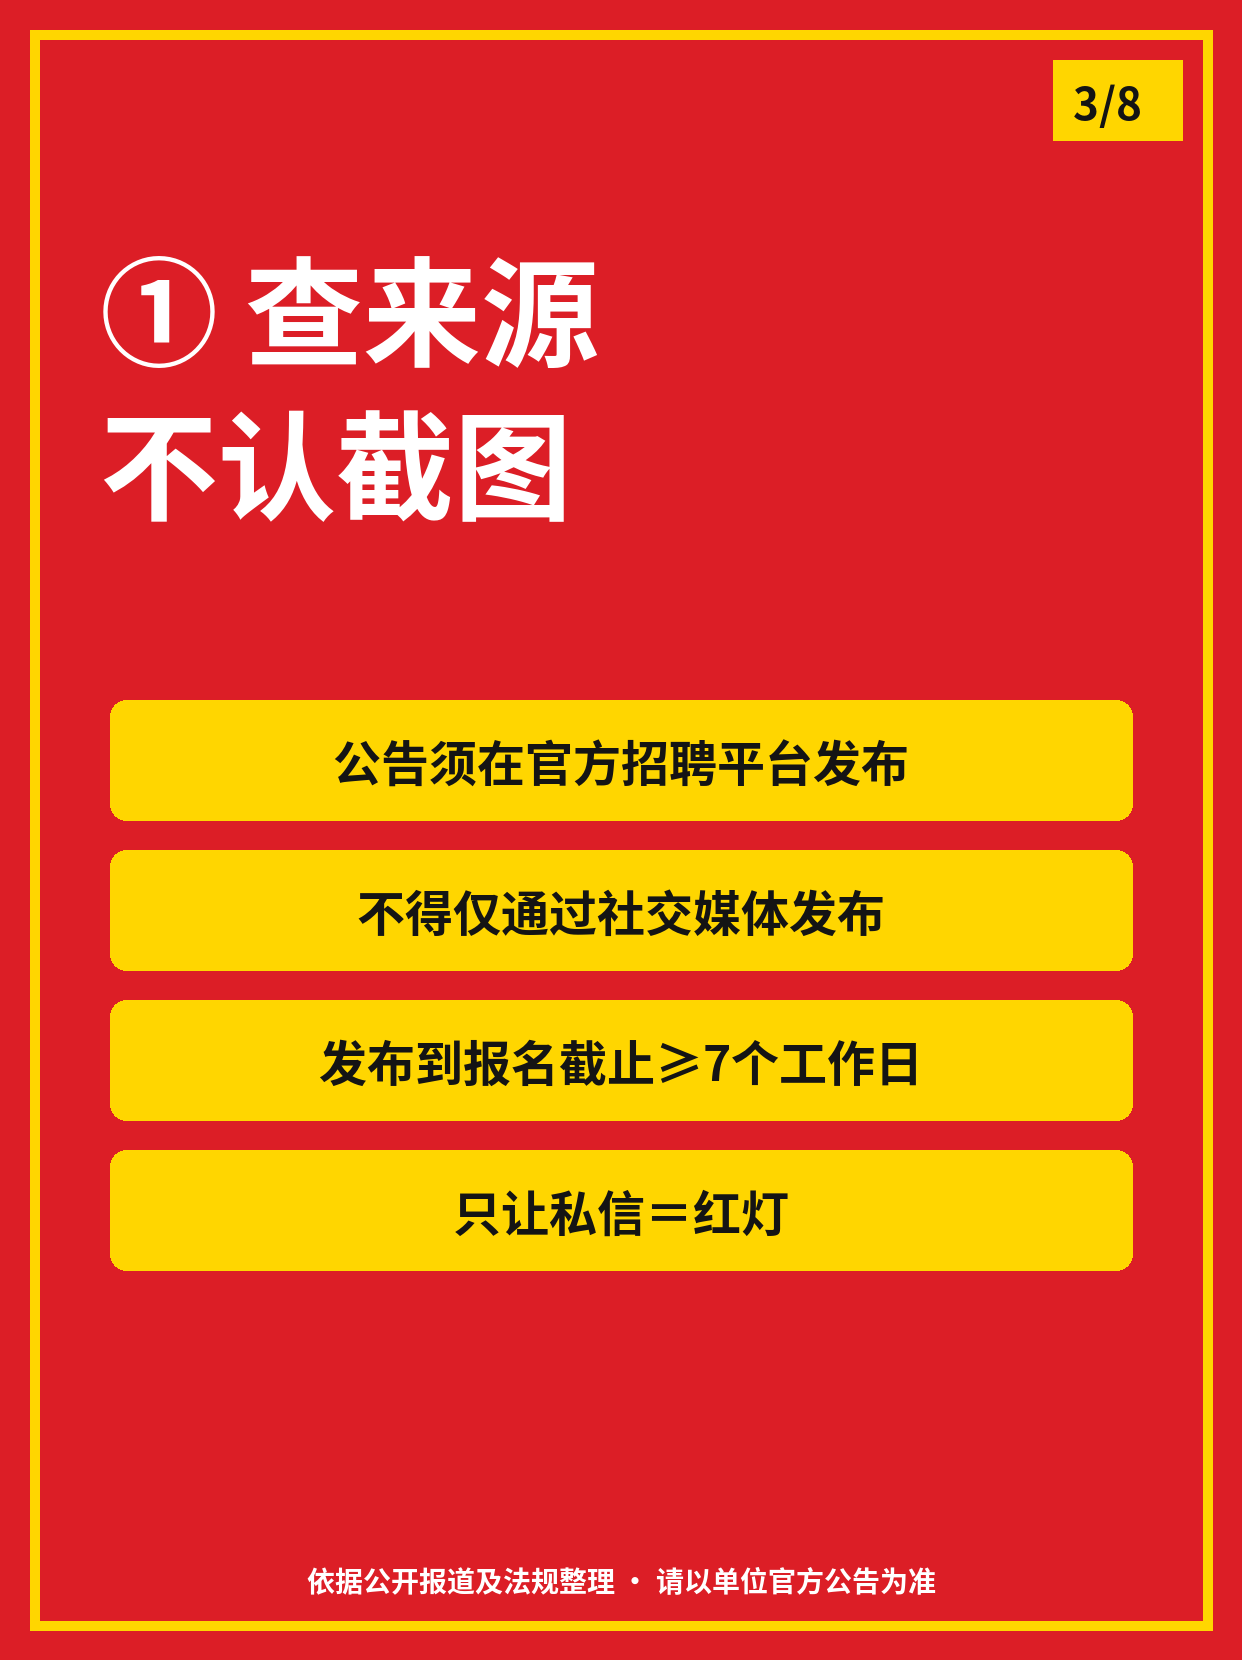 3/8
① 查来源
不认截图
公告须在官方招聘平台发布
不得仅通过社交媒体发布
发布到报名截止⩾7个工作日
只让私信＝红灯
依据公开报道及法规整理 · 请以单位官方公告为准